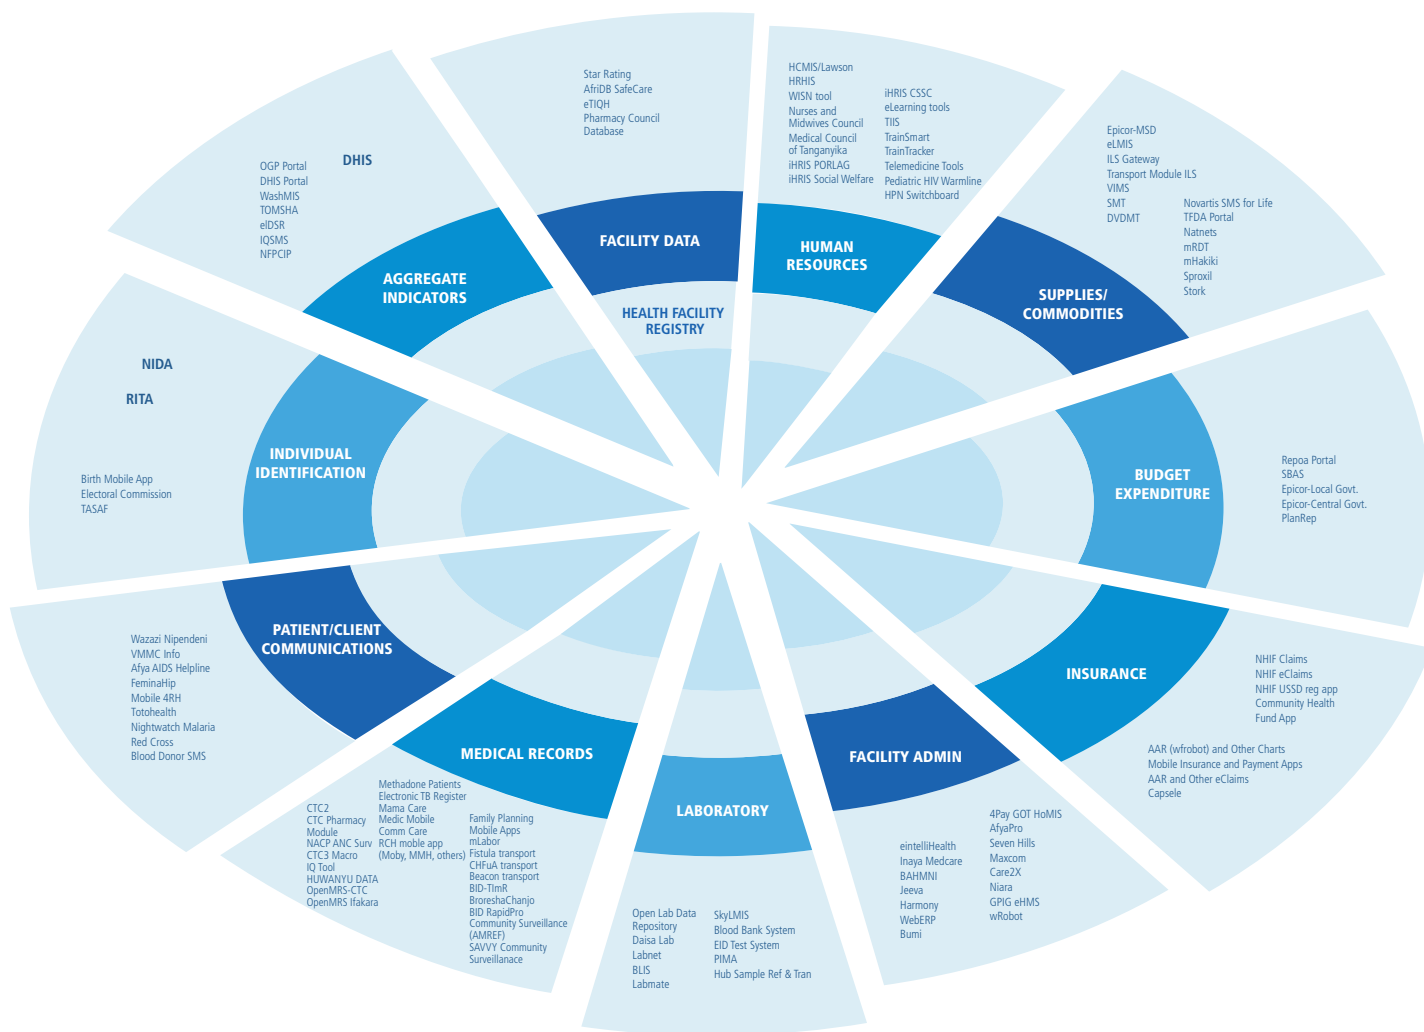 FACILITY DATA
Star Rating
AfriDB SafeCare
eTIQH
Pharmacy Council
Database
HEALTH FACILITY
REGISTRY
HUMAN
RESOURCES
HCMIS/Lawson
HRHIS
WISN tool
Nurses and
Midwives Council
Medical Council
of Tanganyika
iHRIS PORLAG
iHRIS Social Welfare
iHRIS CSSC
eLearning tools
TIIS
TrainSmart
TrainTracker
Telemedicine Tools
Pediatric HIV Warmline
HPN Switchboard
SUPPLIES/
COMMODITIES
Epicor-MSD
eLMIS
ILS Gateway
Transport Module ILS
VIMS
SMT
DVDMT
Novartis SMS for Life
TFDA Portal
Natnets
mRDT
mHakiki
Sproxil
Stork
BUDGET
EXPENDITURE
Repoa Portal
SBAS
Epicor-Local Govt.
Epicor-Central Govt.
PlanRep
INSURANCE
NHIF Claims
NHIF eClaims
NHIF USSD reg app
Community Health
Fund App
AAR (wfrobot) and Other Charts
Mobile Insurance and Payment Apps
AAR and Other eClaims
Capsele
FACILITY ADMIN
eintelliHealth
Inaya Medcare
BAHMNI
Jeeva
Harmony
WebERP
Bumi
4Pay GOT HoMIS
AfyaPro
Seven Hills
Maxcom
Care2X
Niara
GPIG eHMS
wRobot
LABORATORY
Open Lab Data
Repository
Daisa Lab
Labnet
BLIS
Labmate
SkyLMIS
Blood Bank System
EID Test System
PIMA
Hub Sample Ref & Tran
MEDICAL RECORDS
CTC2
CTC Pharmacy
Module
NACP ANC Surv
CTC3 Macro
IQ Tool
HUWANYU DATA
OpenMRS-CTC
OpenMRS Ifakara
Methadone Patients
Electronic TB Register
Mama Care
Medic Mobile
Comm Care
RCH moble app
(Moby, MMH, others)
Family Planning
Mobile Apps
mLabor
Fistula transport
CHFuA transport
Beacon transport
BID-TImR
BroreshaChanjo
BID RapidPro
Community Surveillance
(AMREF)
SAVVY Community
Surveillanace
PATIENT/CLIENT
COMMUNICATIONS
Wazazi Nipendeni
VMMC Info
Afya AIDS Helpline
FeminaHip
Mobile 4RH
Totohealth
Nightwatch Malaria
Red Cross
Blood Donor SMS
INDIVIDUAL
IDENTIFICATION
NIDA
RITA
Birth Mobile App
Electoral Commission
TASAF
AGGREGATE
INDICATORS
DHIS
OGP Portal
DHIS Portal
WashMIS
TOMSHA
eIDSR
IQSMS
NFPCIP